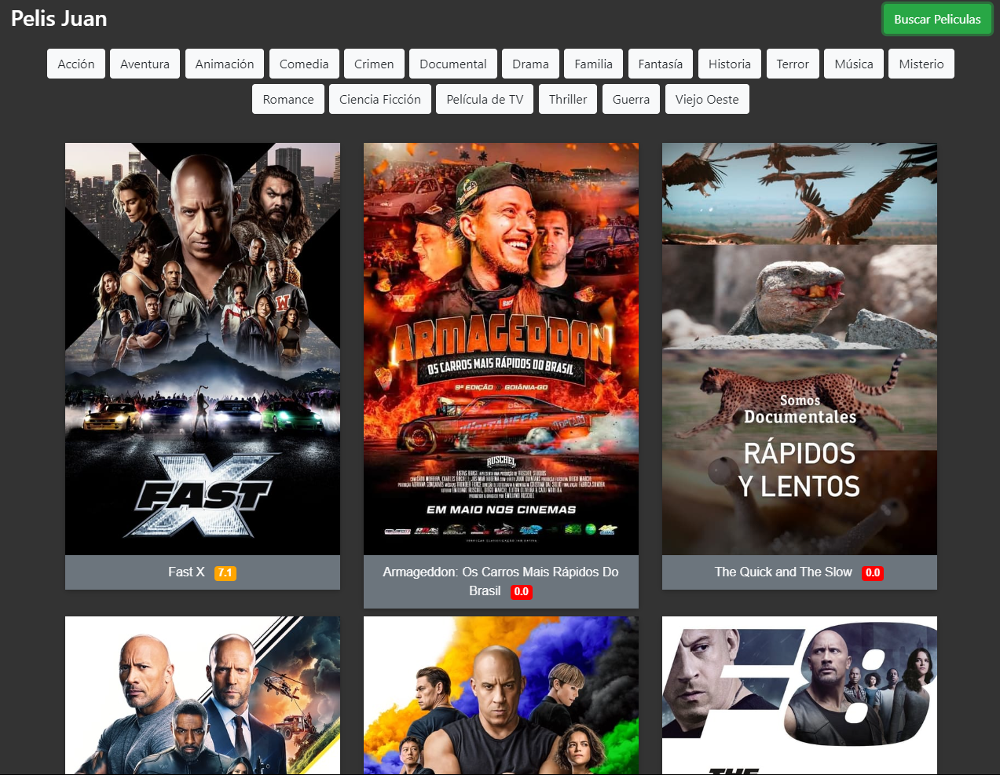 Pelis Juan
Buscar Peliculas
Acción Aventura Animación Comedia Crimen Documental Drama Familia Fantasía Historia Terror Música Misterio
Romance Ciencia Ficción Película de TV Thriller Guerra Viejo Oeste
FAST X
ARMAGEDDON
OS CARROS MAIS RÁPIDOS DO BRASIL
9ª EDIÇÃO GOIÂNIA-GO
RUSCHEL
EM MAIO NOS CINEMAS
Somos
Documentales
RÁPIDOS
Y LENTOS
Fast X 7.1
Armageddon: Os Carros Mais Rápidos Do
Brasil 0.0
The Quick and The Slow 0.0
F8
THE